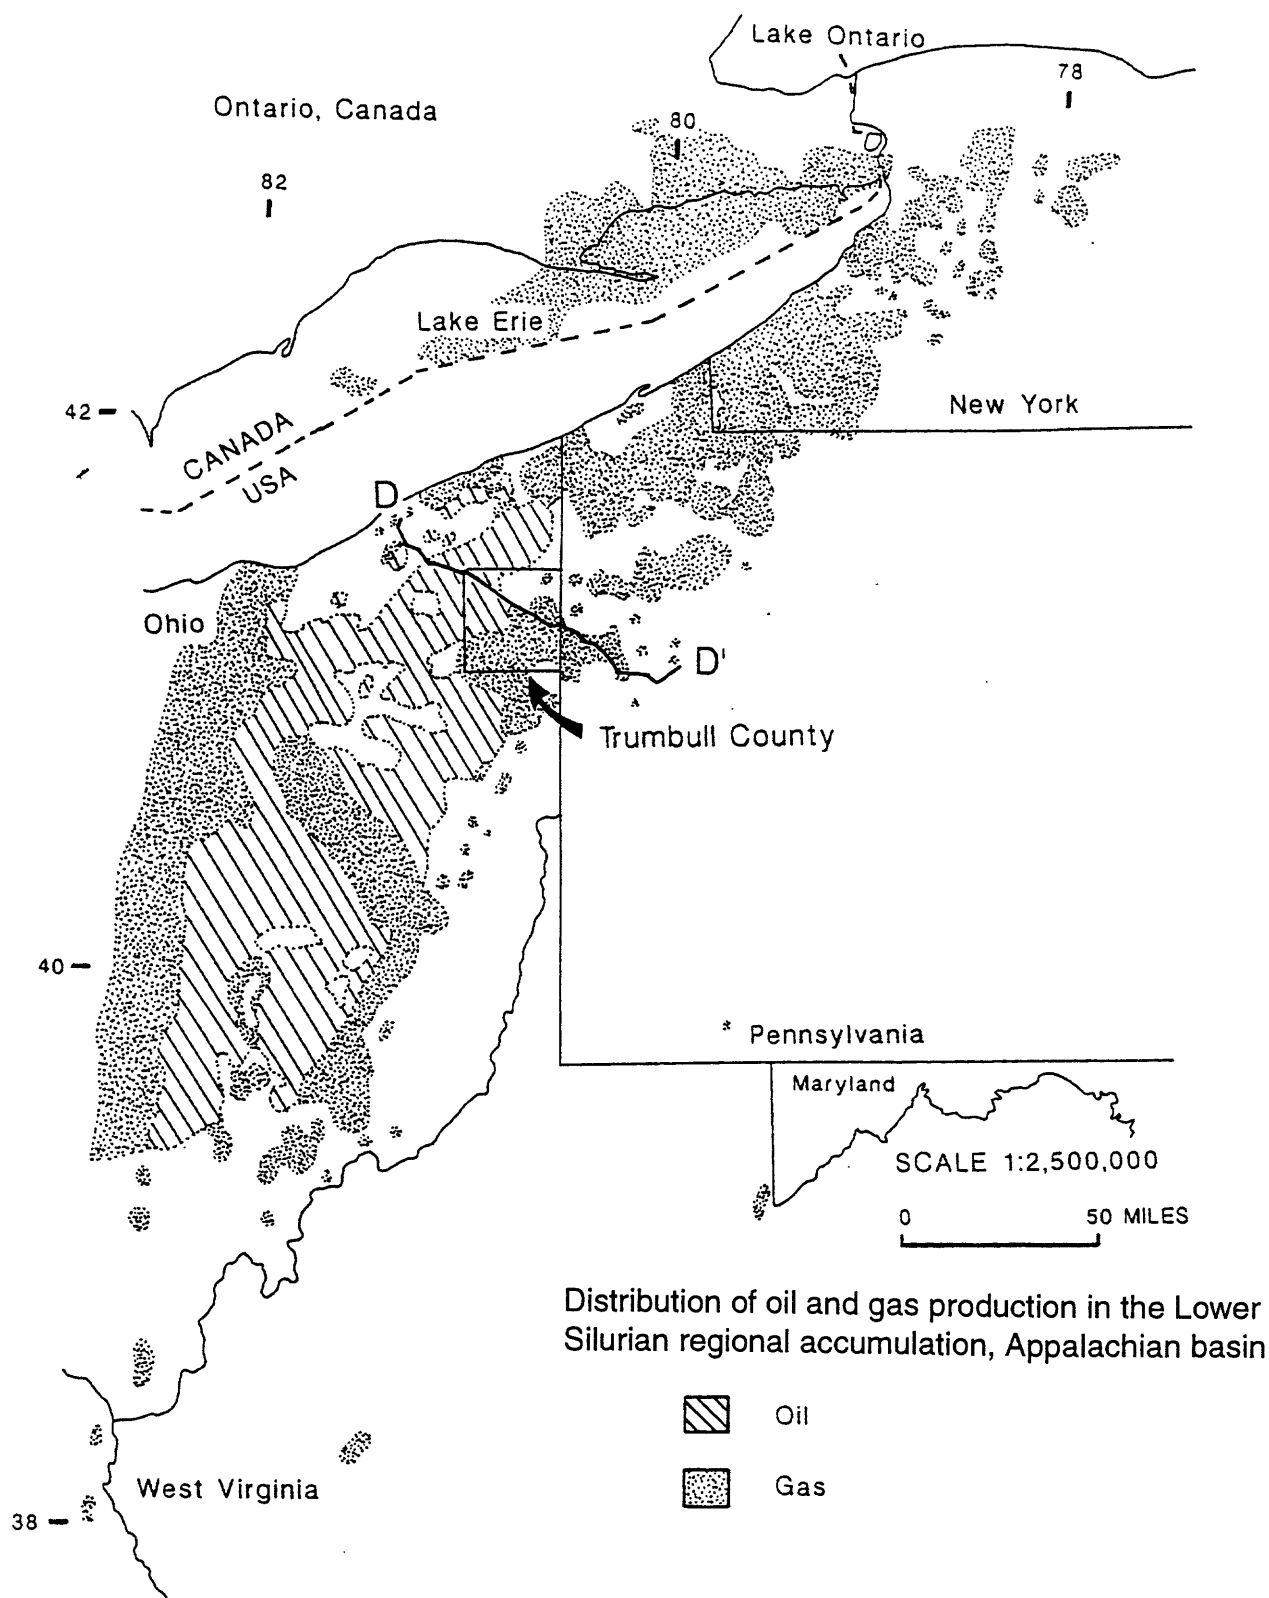 Lake Ontario
78
Ontario, Canada
80
82
Lake Erie
42
New York
CANADA
USA
D
Ohio
D'
Trumbull County
40
Pennsylvania
Maryland
SCALE 1:2,500,000
0 50 MILES
Distribution of oil and gas production in the Lower
Silurian regional accumulation, Appalachian basin
Oil
Gas
West Virginia
38